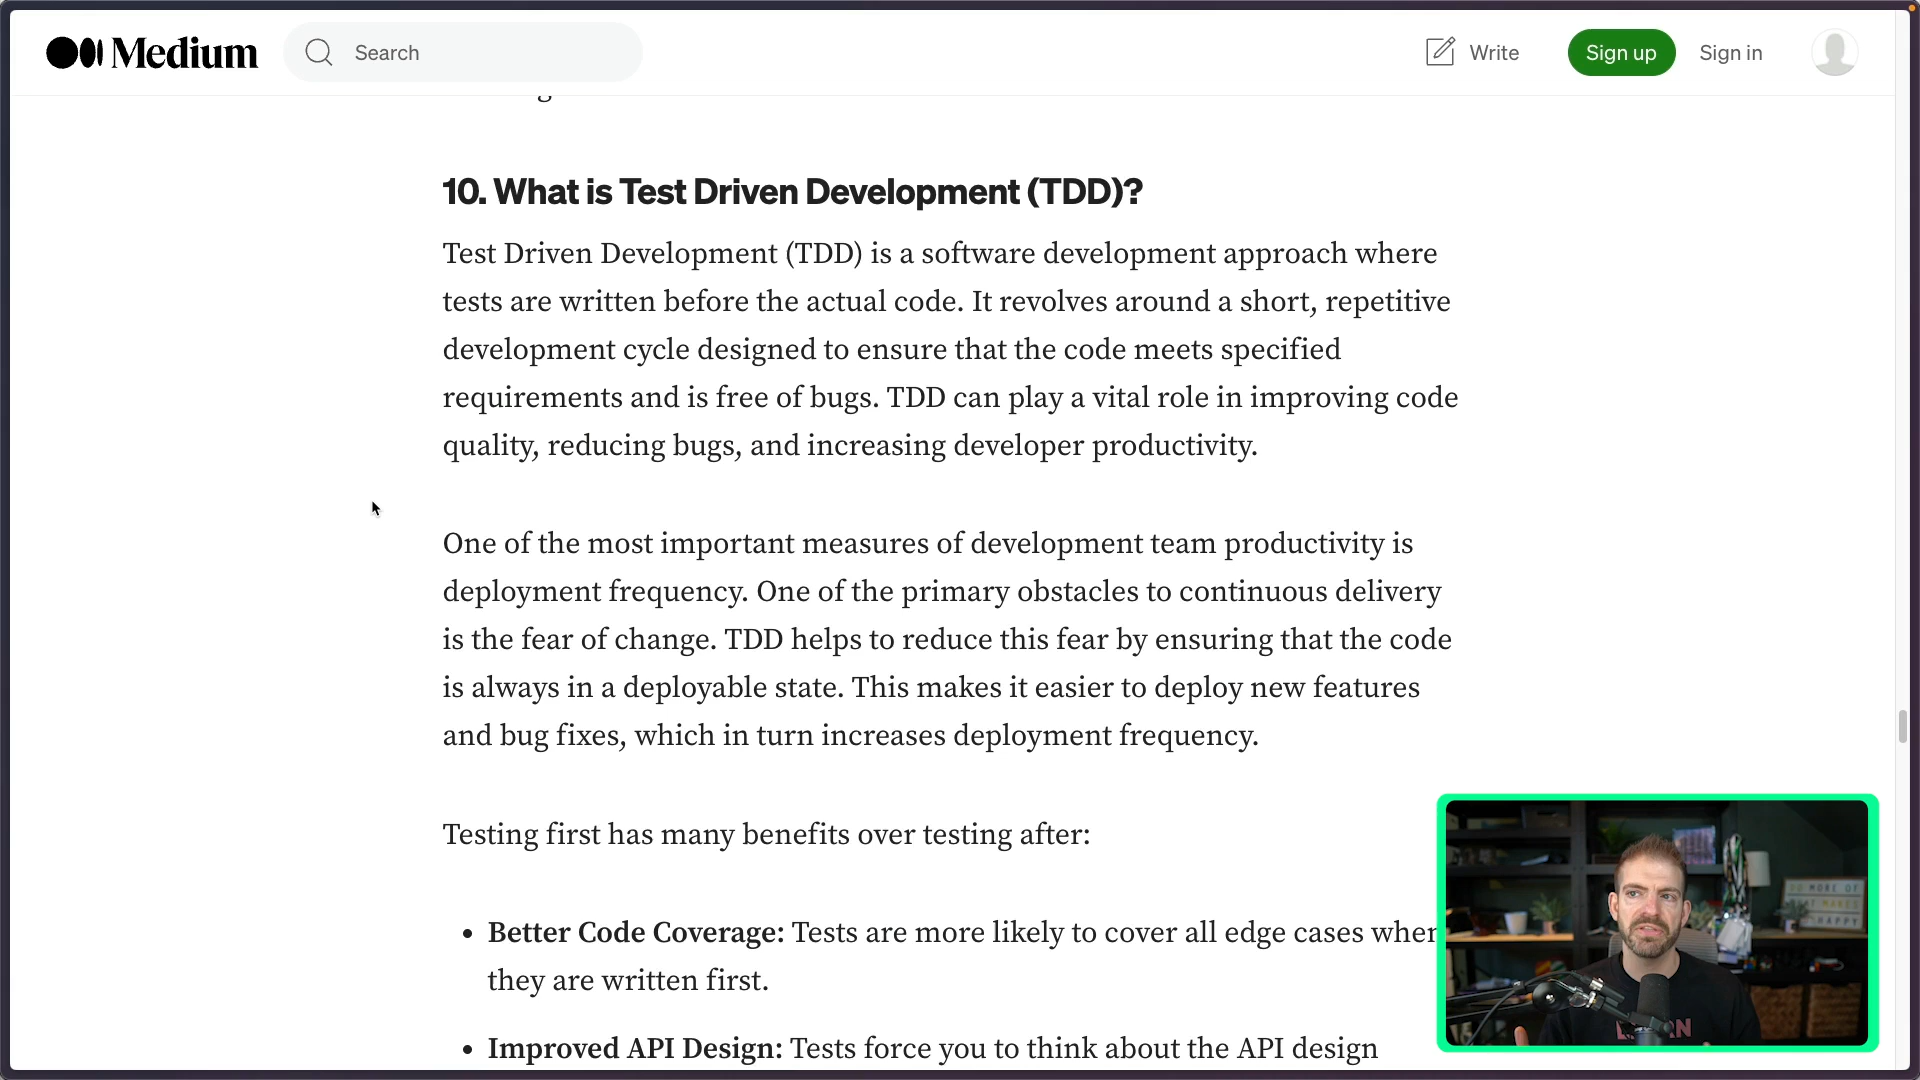 Medium
Search
Write
Sign up
Sign in
10. What is Test Driven Development (TDD)?
Test Driven Development (TDD) is a software development approach where
tests are written before the actual code. It revolves around a short, repetitive
development cycle designed to ensure that the code meets specified
requirements and is free of bugs. TDD can play a vital role in improving code
quality, reducing bugs, and increasing developer productivity.
One of the most important measures of development team productivity is
deployment frequency. One of the primary obstacles to continuous delivery
is the fear of change. TDD helps to reduce this fear by ensuring that the code
is always in a deployable state. This makes it easier to deploy new features
and bug fixes, which in turn increases deployment frequency.
Testing first has many benefits over testing after:
• Better Code Coverage: Tests are more likely to cover all edge cases when
they are written first.
• Improved API Design: Tests force you to think about the API design
DO MORE OF
WHAT MAKES
HAPPY